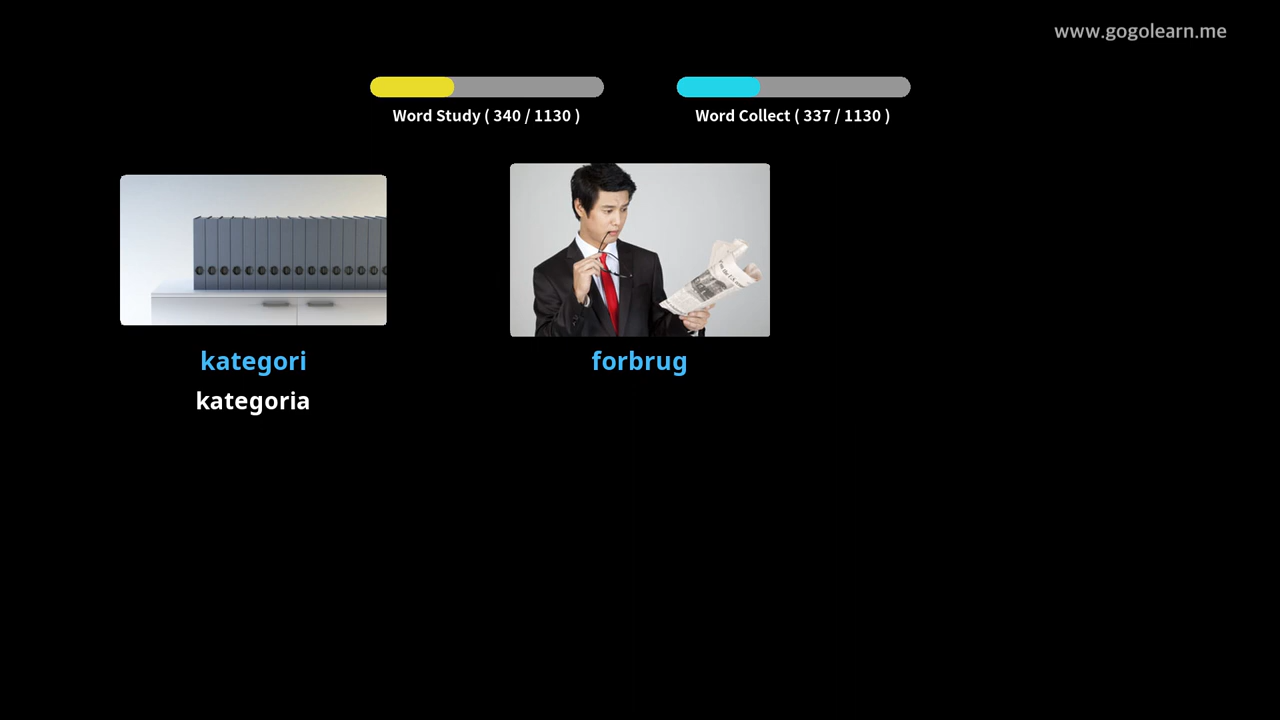 www.gogolearn.me
Word Study ( 340 / 1130 )
Word Collect ( 337 / 1130 )
kategori
kategoria
forbrug